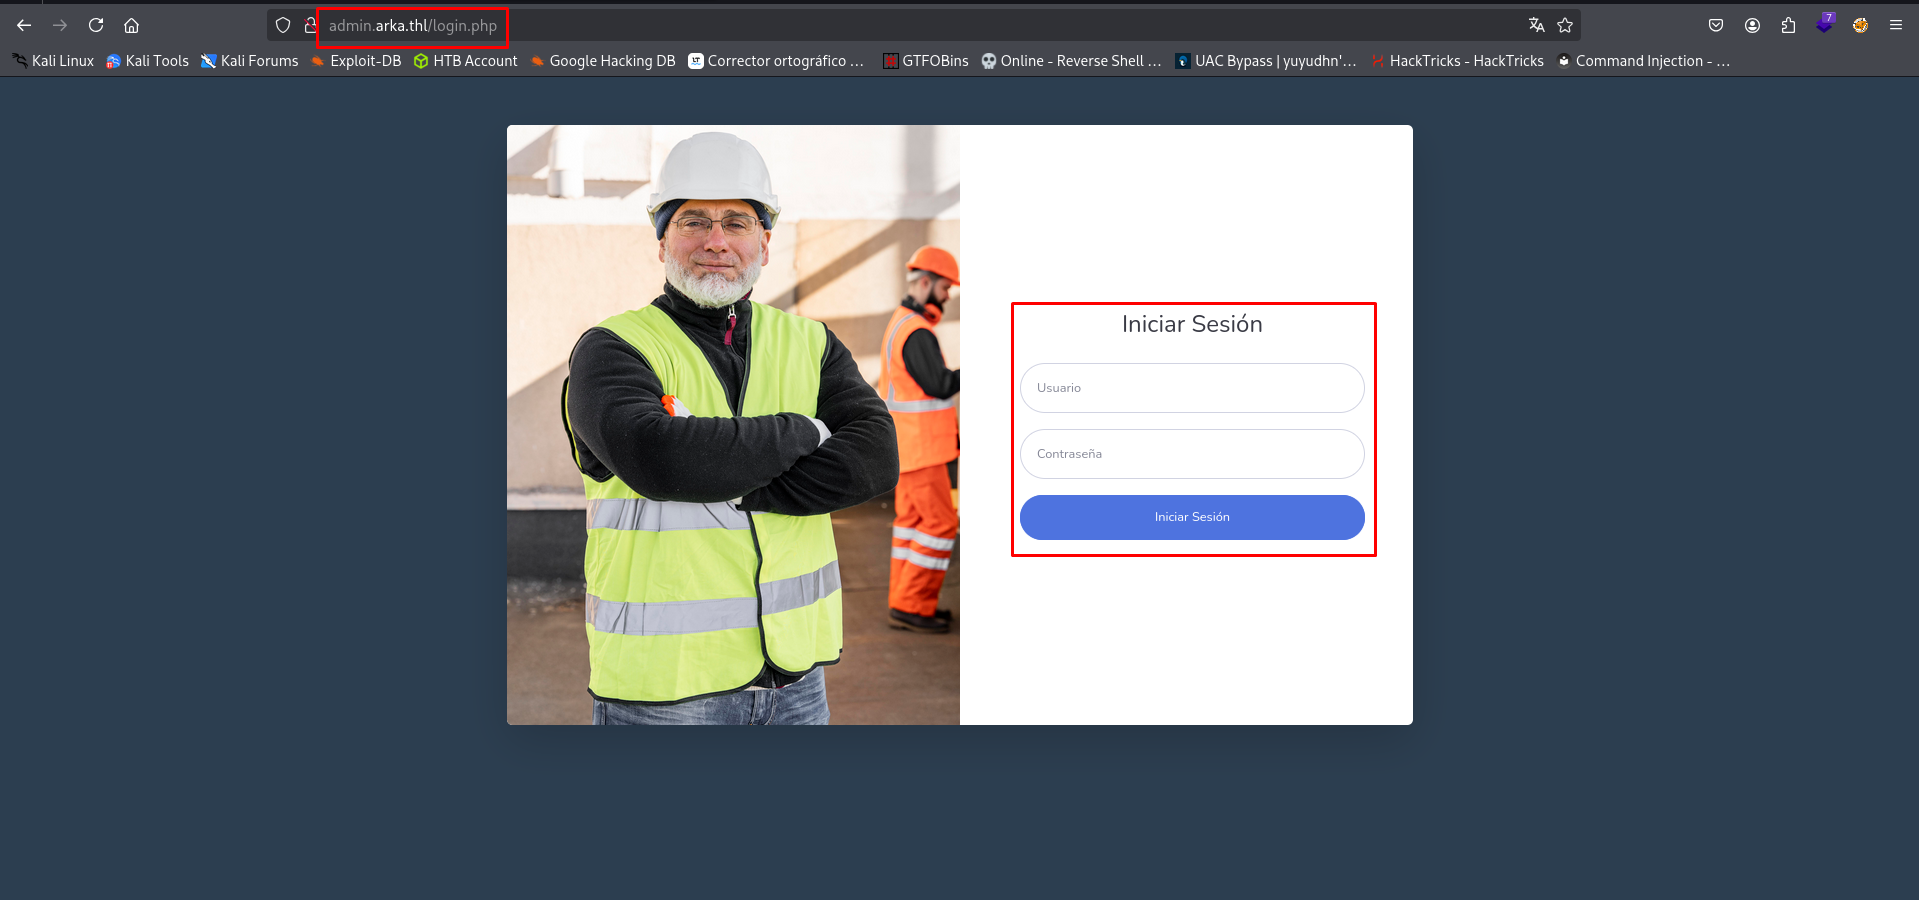 admin.arka.thl/login.php
7
Kali Linux Kali Tools Kali Forums Exploit-DB HTB Account Google Hacking DB LT Corrector ortográfico ... GTFOBins Online - Reverse Shell ... UAC Bypass | yuyudhn'... HackTricks - HackTricks Command Injection - ...
Iniciar Sesión
Usuario
Contraseña
Iniciar Sesión